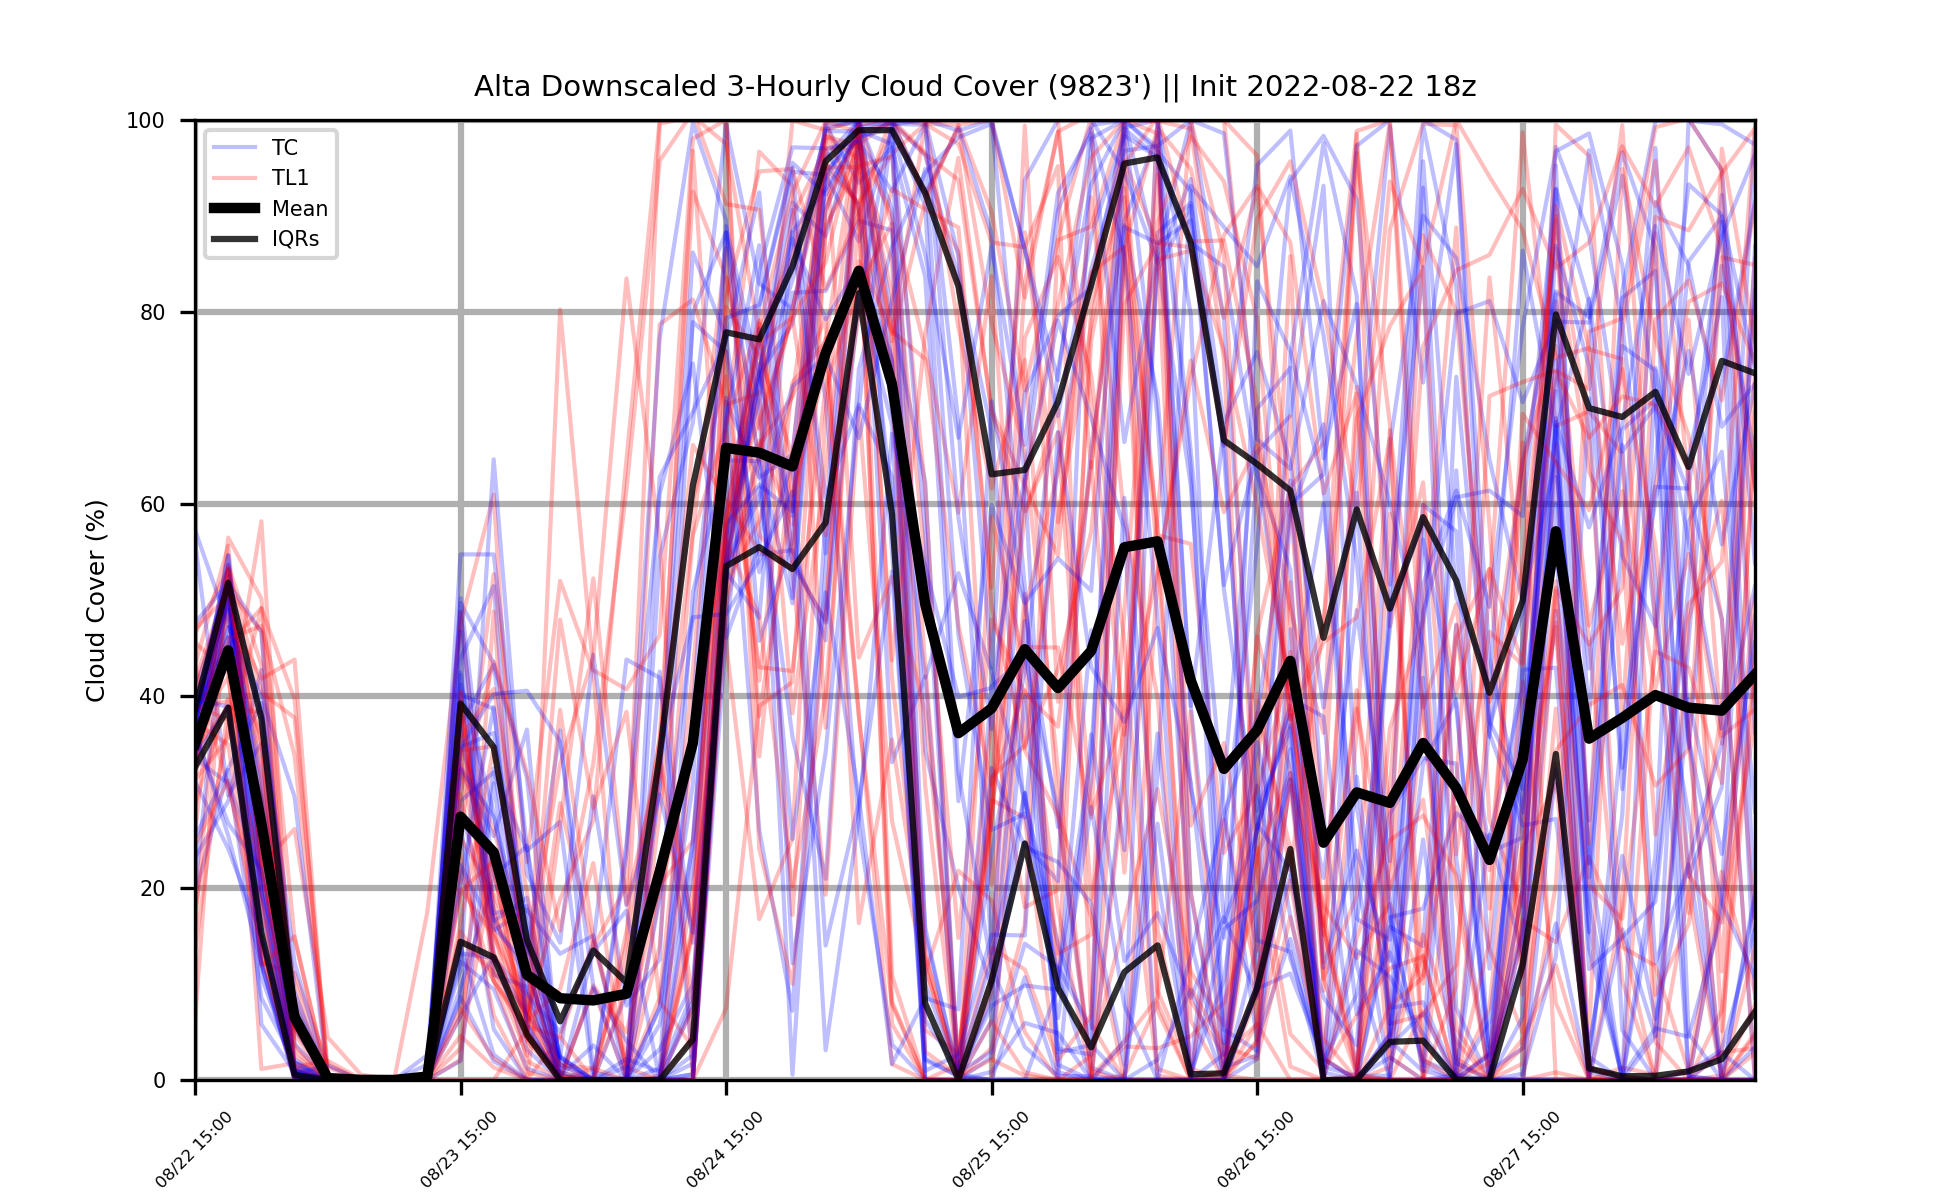 Alta Downscaled 3-Hourly Cloud Cover (9823') || Init 2022-08-22 18z
TC
TL1
Mean
IQRs
Cloud Cover (%)
100
80
60
40
20
0
08/22 15:00
08/23 15:00
08/24 15:00
08/25 15:00
08/26 15:00
08/27 15:00